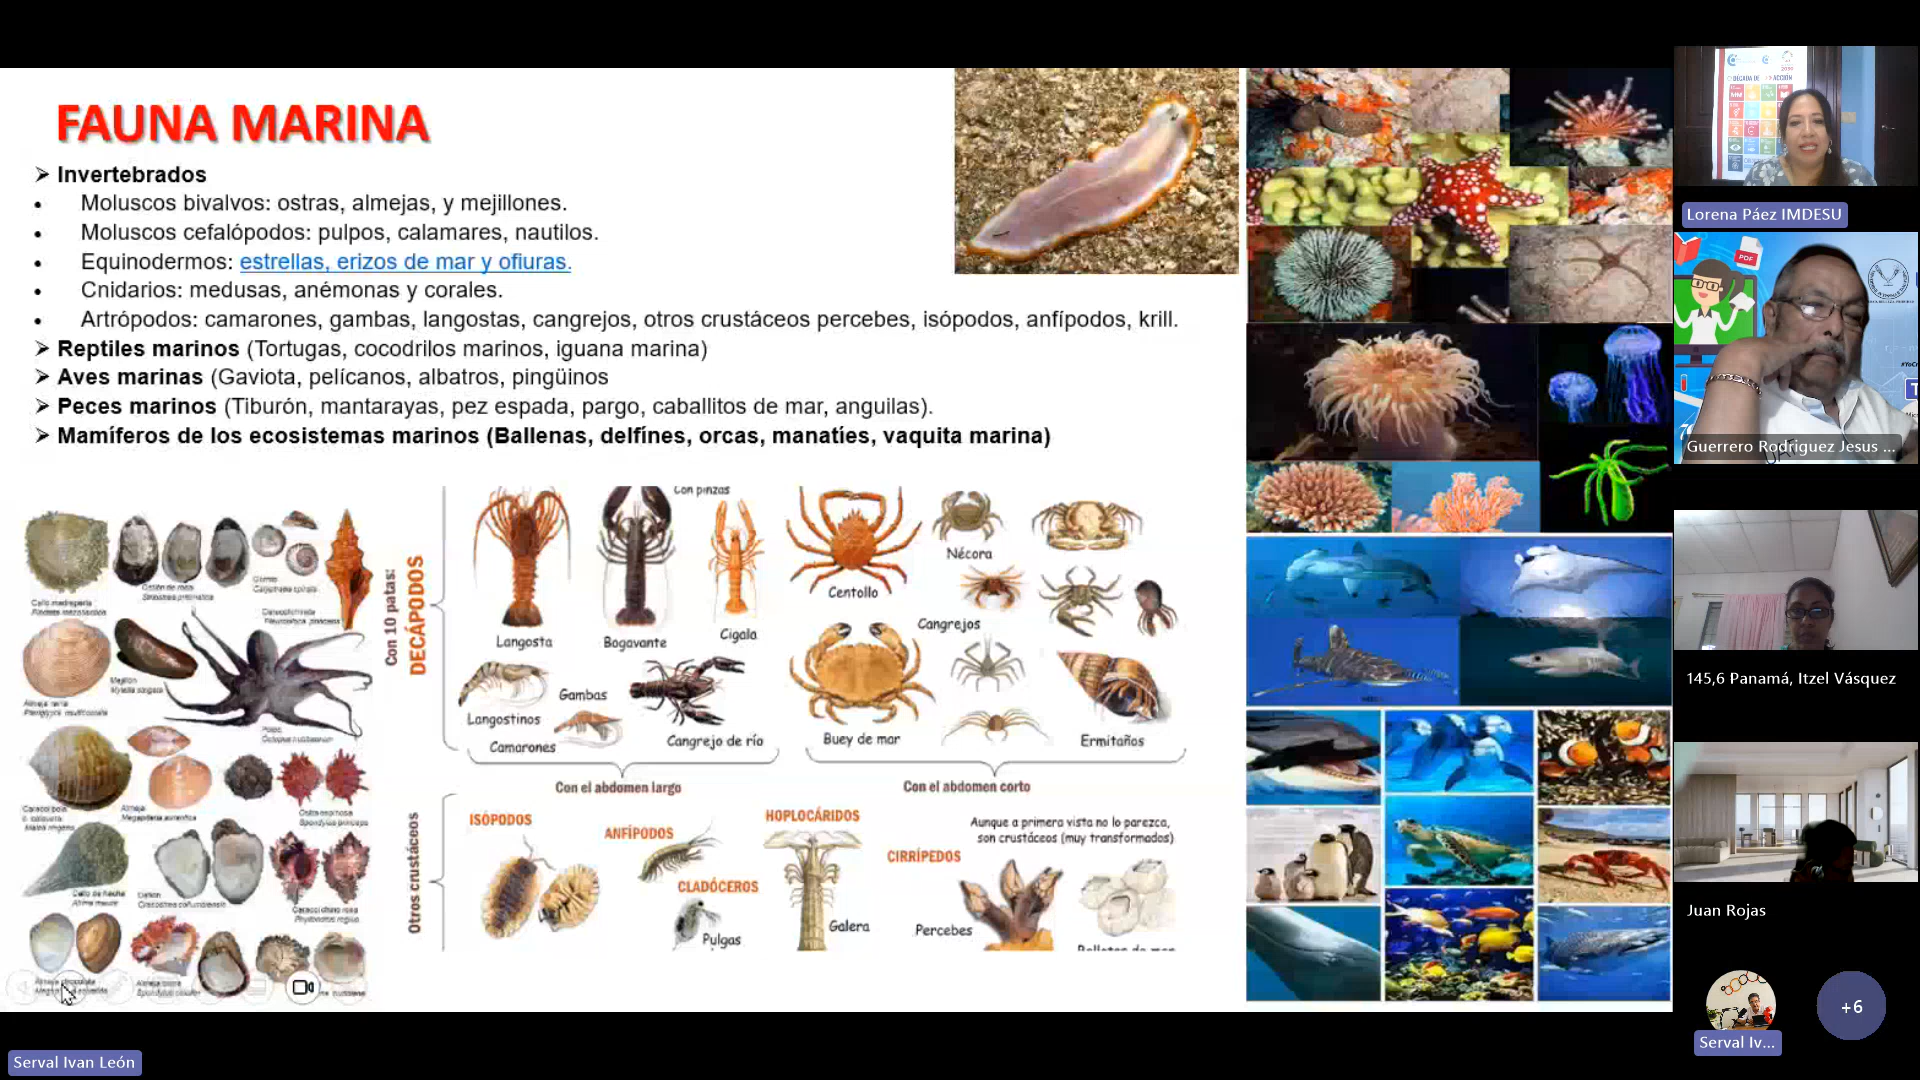 FAUNA MARINA
➢ Invertebrados
• Moluscos bivalvos: ostras, almejas, y mejillones.
• Moluscos cefalópodos: pulpos, calamares, nautilos.
• Equinodermos: estrellas, erizos de mar y ofiuras.
• Cnidarios: medusas, anémonas y corales.
• Artrópodos: camarones, gambas, langostas, cangrejos, otros crustáceos percebes, isópodos, anfípodos, krill.
➢ Reptiles marinos (Tortugas, cocodrilos marinos, iguana marina)
➢ Aves marinas (Gaviota, pelícanos, albatros, pingüinos
➢ Peces marinos (Tiburón, mantarayas, pez espada, pargo, caballitos de mar, anguilas).
➢ Mamíferos de los ecosistemas marinos (Ballenas, delfínes, orcas, manatíes, vaquita marina)
Con 10 patas:
DECÁPODOS
Con pinzas
Langosta
Bogavante
Cigala
Langostinos
Gambas
Camarones
Cangrejo de río
Con el abdomen largo
Centollo
Nécora
Cangrejos
Buey de mar
Ermitaños
Con el abdomen corto
Otros crustáceos
ISÓPODOS
ANFÍPODOS
CLADÓCEROS
Pulgas
HOPLOCÁRIDOS
Galera
CIRRÍPEDOS
Percebes
Aunque a primera vista no lo parezca,
son crustáceos (muy transformados)
DÉCADA DE ACCIÓN
Lorena Páez IMDESU
PDF
Guerrero Rodriguez Jesus ...
145,6 Panamá, Itzel Vásquez
Juan Rojas
Serval Iv...
+6
Serval Ivan León